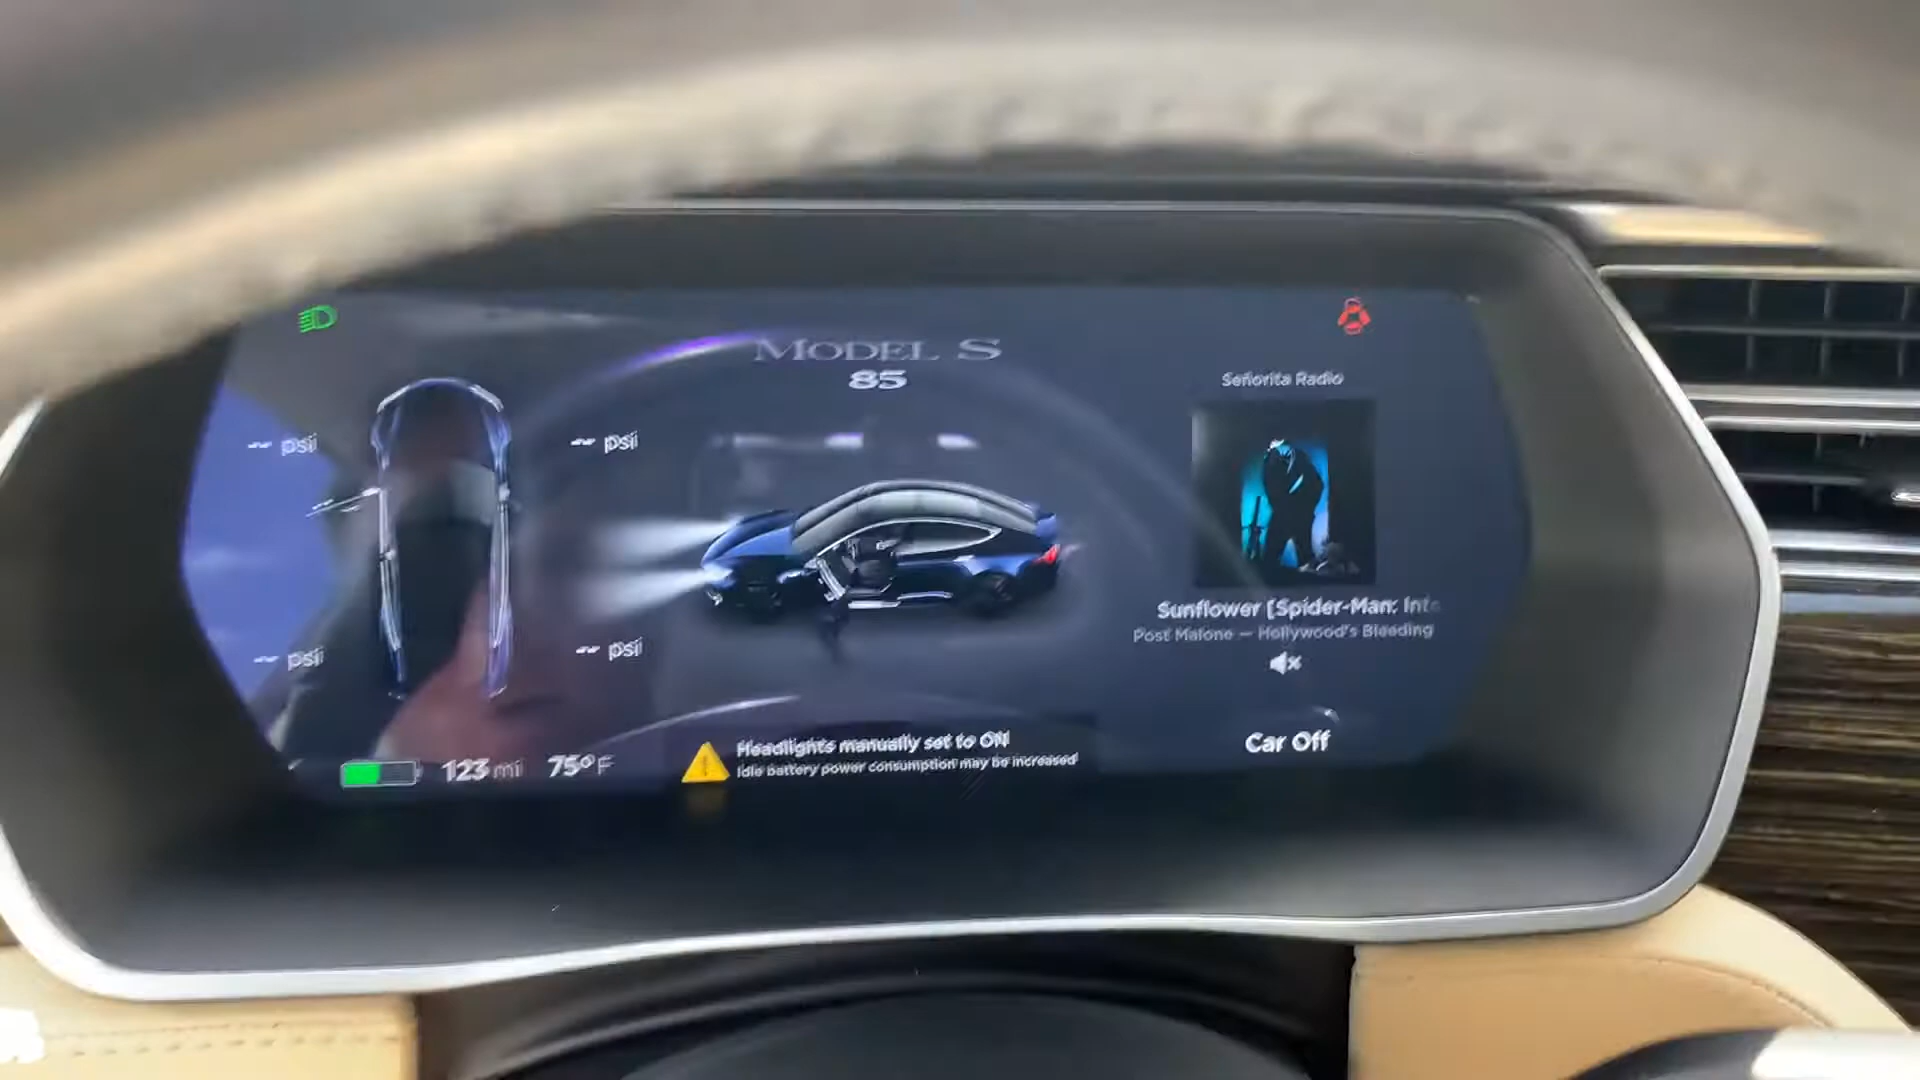 MODEL S
85
Señorita Radio
-- psi
-- psi
-- psi
-- psi
Sunflower [Spider-Man: Inte
Post Malone — Hollywood's Bleeding
Car Off
123 mi 75°F
Headlights manually set to ON
Idle battery power consumption may be increased